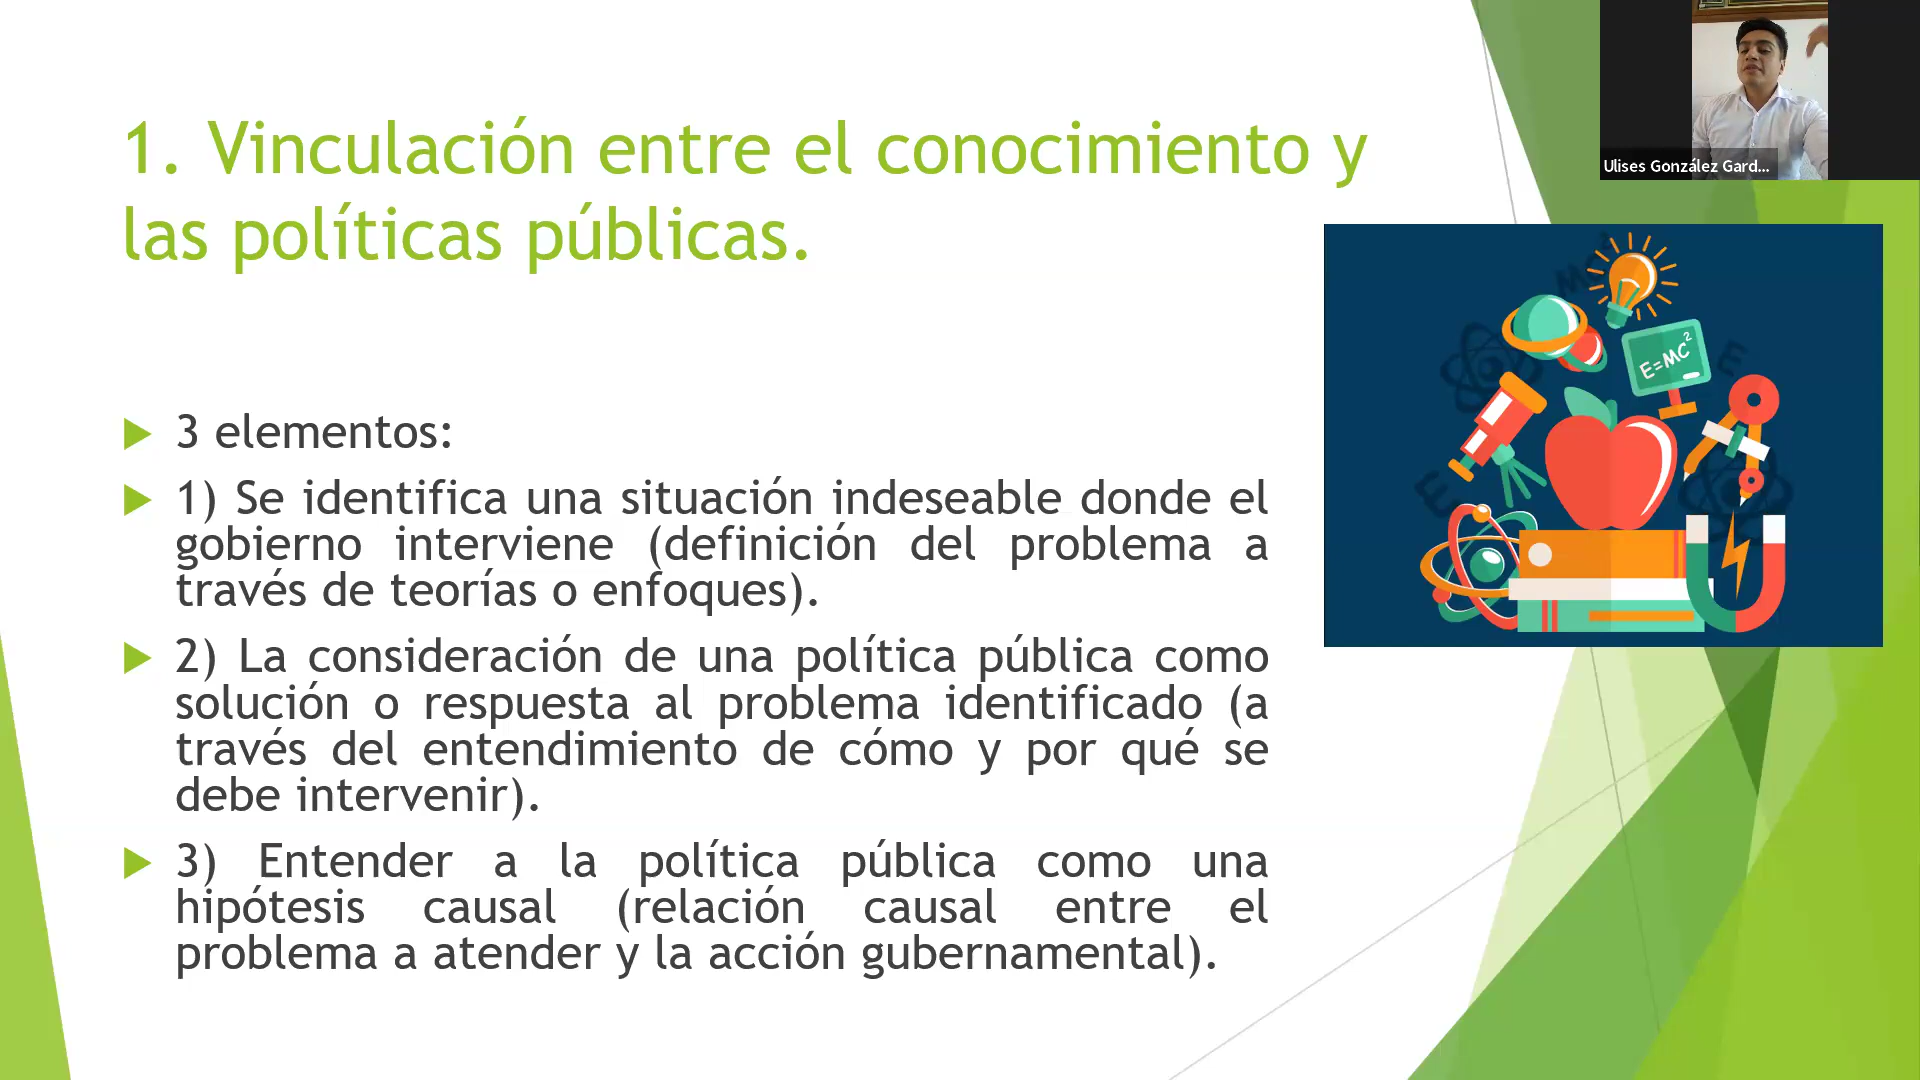 1. Vinculación entre el conocimiento y
las políticas públicas.
Ulises González Gard...
3 elementos:
1) Se identifica una situación indeseable donde el
gobierno interviene (definición del problema a
través de teorías o enfoques).
2) La consideración de una política pública como
solución o respuesta al problema identificado (a
través del entendimiento de cómo y por qué se
debe intervenir).
3) Entender a la política pública como una
hipótesis causal (relación causal entre el
problema a atender y la acción gubernamental).
MC²
E=MC²
E
E